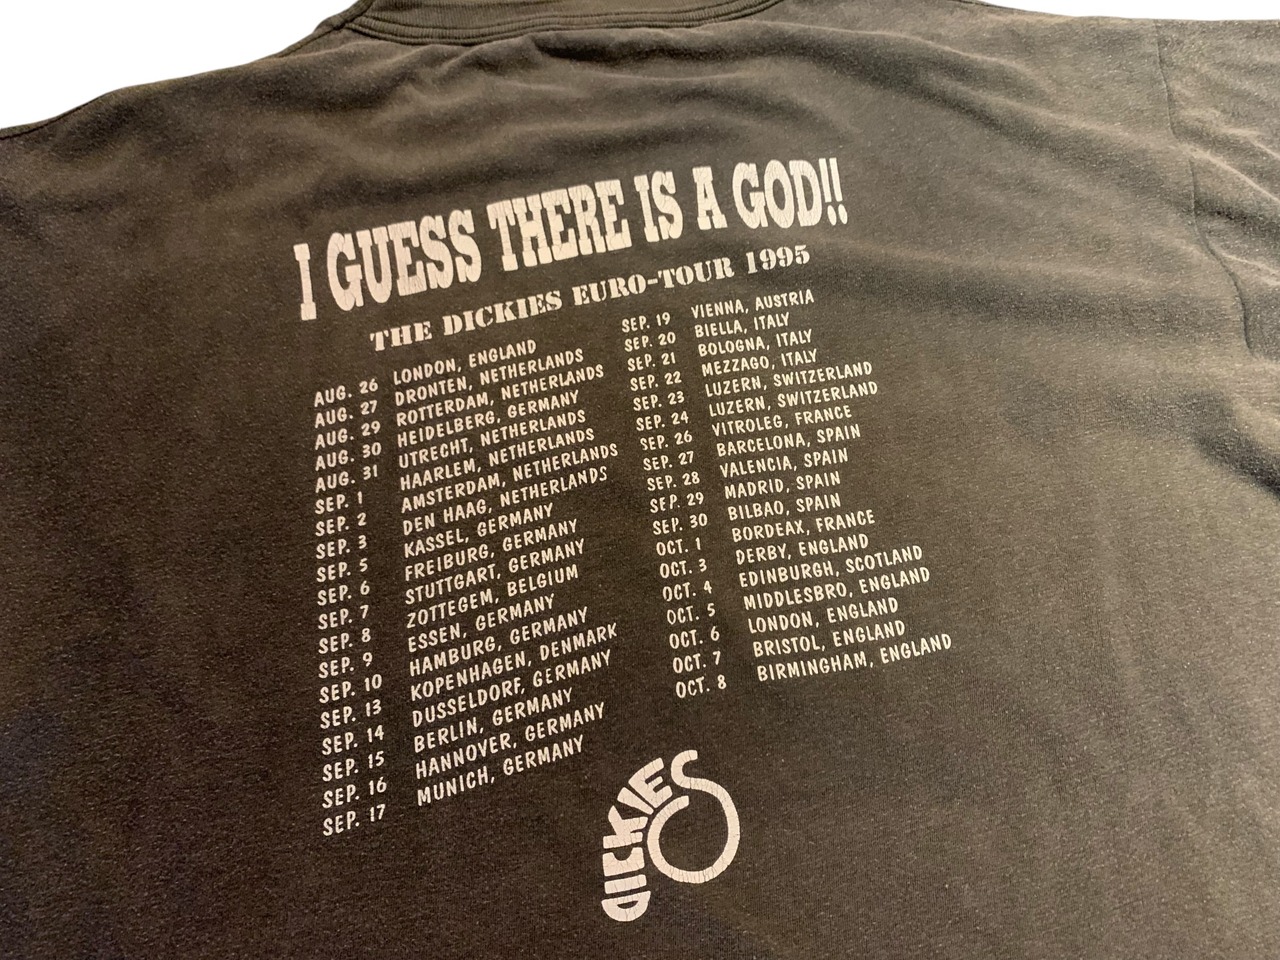 I GUESS THERE IS A GOD!!
THE DICKIES EURO-TOUR 1995
AUG. 26 LONDON, ENGLAND
AUG. 27 DRONTEN, NETHERLANDS
AUG. 29 ROTTERDAM, NETHERLANDS
AUG. 30 HEIDELBERG, GERMANY
AUG. 31 UTRECHT, NETHERLANDS
SEP. 1 HAARLEM, NETHERLANDS
SEP. 2 AMSTERDAM, NETHERLANDS
SEP. 3 DEN HAAG, NETHERLANDS
SEP. 5 KASSEL, GERMANY
SEP. 6 FREIBURG, GERMANY
SEP. 7 STUTTGART, GERMANY
SEP. 8 ZOTTEGEM, BELGIUM
SEP. 9 ESSEN, GERMANY
SEP. 10 HAMBURG, GERMANY
SEP. 13 KOPENHAGEN, DENMARK
SEP. 14 DUSSELDORF, GERMANY
SEP. 15 BERLIN, GERMANY
SEP. 16 HANNOVER, GERMANY
SEP. 17 MUNICH, GERMANY
SEP. 19 VIENNA, AUSTRIA
SEP. 20 BIELLA, ITALY
SEP. 21 BOLOGNA, ITALY
SEP. 22 MEZZAGO, ITALY
SEP. 23 LUZERN, SWITZERLAND
SEP. 24 LUZERN, SWITZERLAND
SEP. 26 VITROLEG, FRANCE
SEP. 27 BARCELONA, SPAIN
SEP. 28 VALENCIA, SPAIN
SEP. 29 MADRID, SPAIN
SEP. 30 BILBAO, SPAIN
OCT. 1 BORDEAX, FRANCE
OCT. 3 DERBY, ENGLAND
OCT. 4 EDINBURGH, SCOTLAND
OCT. 5 MIDDLESBRO, ENGLAND
OCT. 6 LONDON, ENGLAND
OCT. 7 BRISTOL, ENGLAND
OCT. 8 BIRMINGHAM, ENGLAND
DICKIES